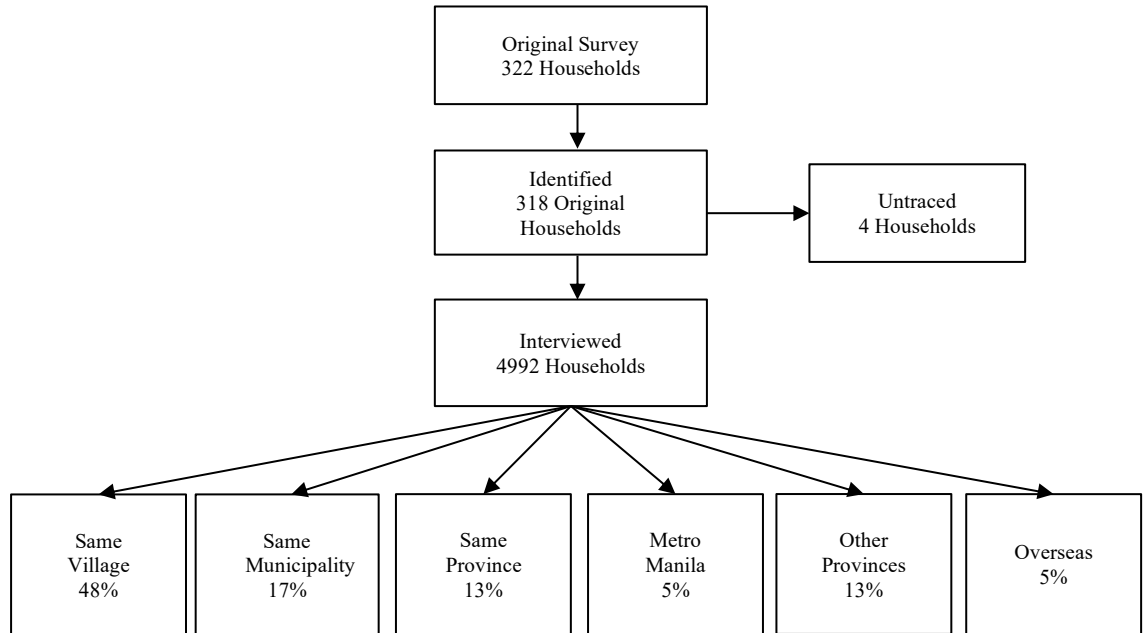 Original Survey
322 Households
Identified
318 Original
Households
Untraced
4 Households
Interviewed
4992 Households
Same
Village
48%
Same
Municipality
17%
Same
Province
13%
Metro
Manila
5%
Other
Provinces
13%
Overseas
5%